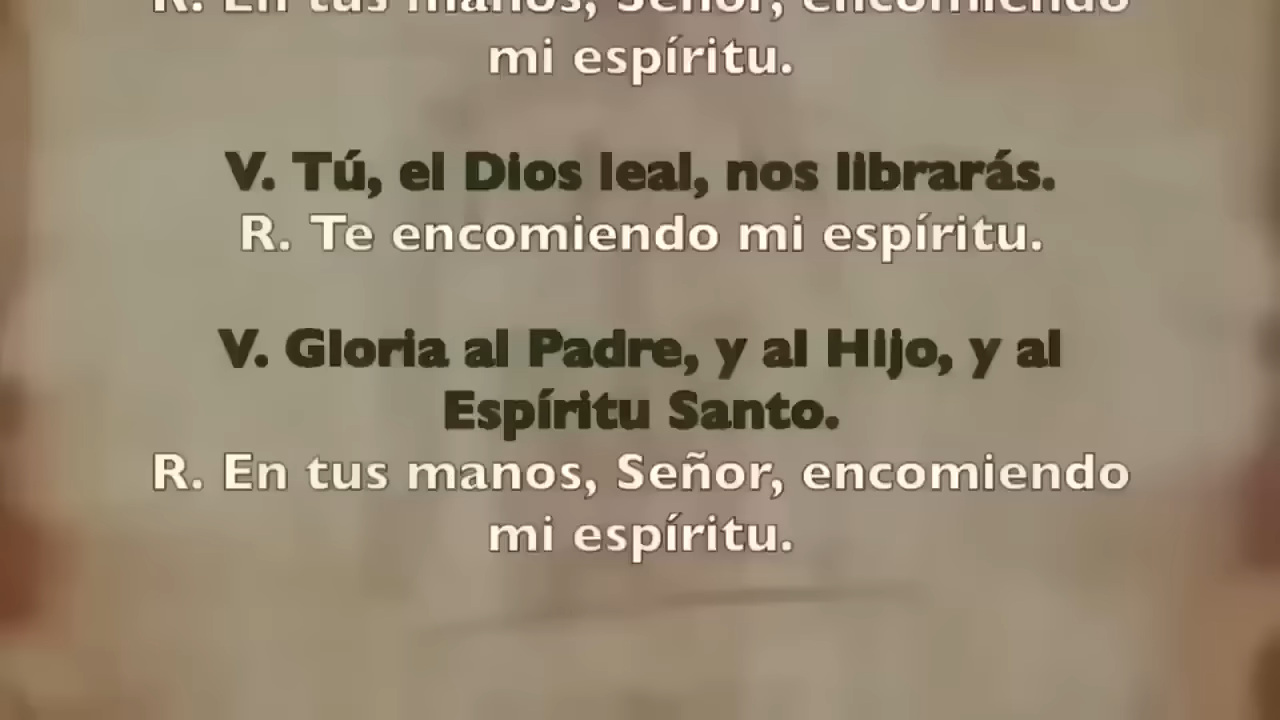 R. En tus manos, Señor, encomiendo
mi espíritu.
V. Tú, el Dios leal, nos librarás.
R. Te encomiendo mi espíritu.
V. Gloria al Padre, y al Hijo, y al
Espíritu Santo.
R. En tus manos, Señor, encomiendo
mi espíritu.